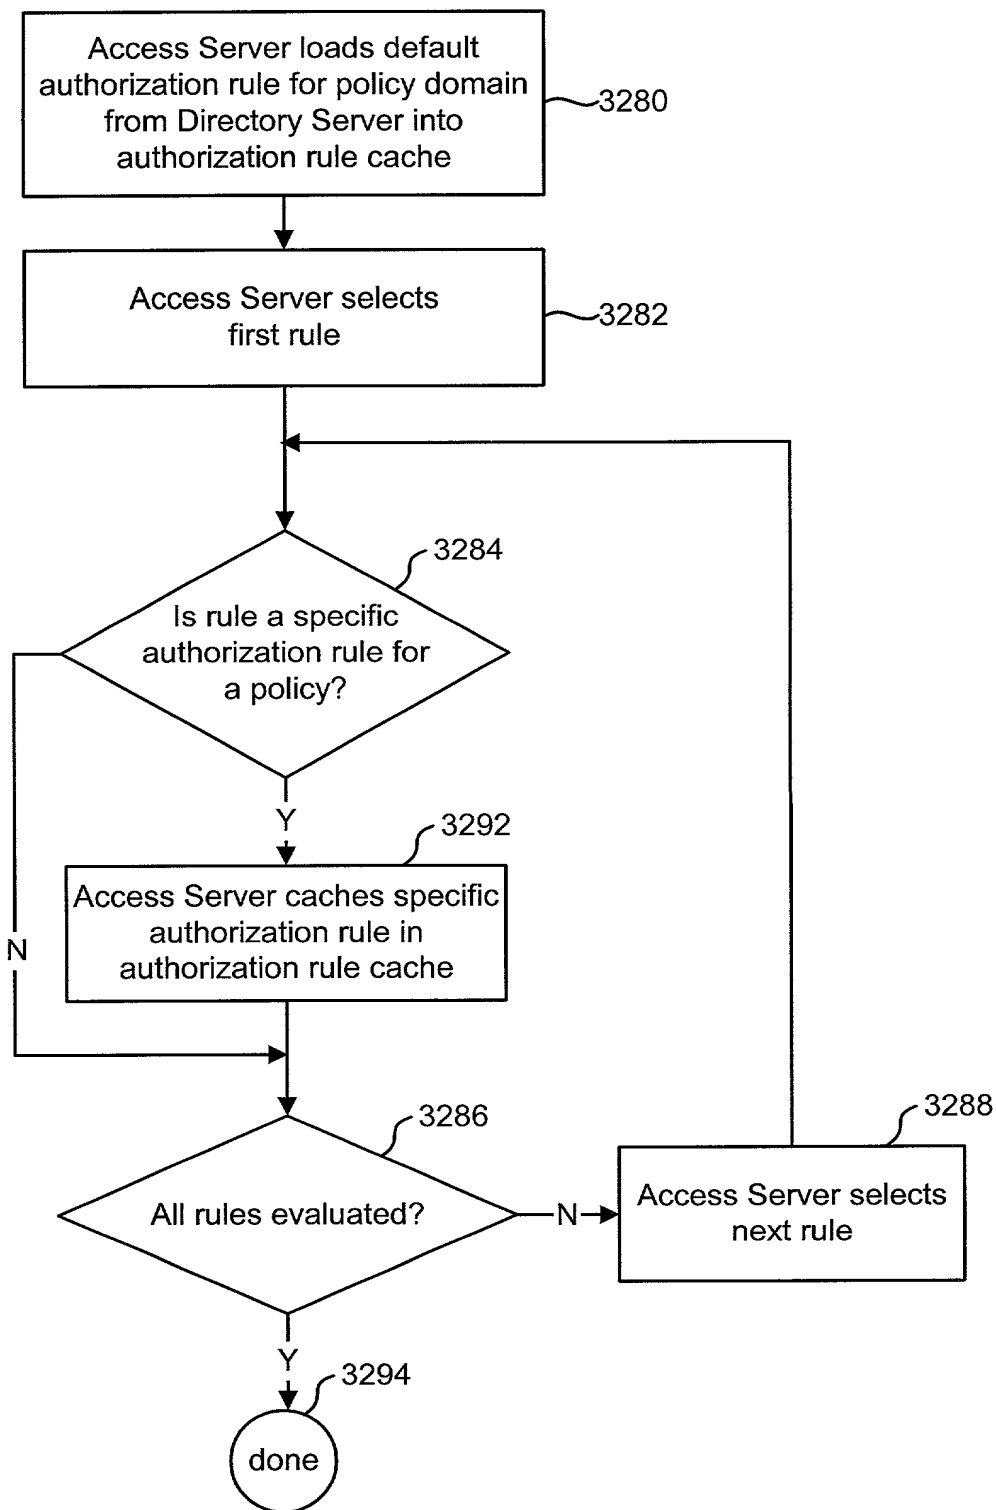 Access Server loads default
authorization rule for policy domain
from Directory Server into
authorization rule cache
3280
Access Server selects
first rule
3282
3284
Is rule a specific
authorization rule for
a policy?
Y
3292
Access Server caches specific
authorization rule in
authorization rule cache
N
3286
All rules evaluated?
N
3288
Access Server selects
next rule
Y
3294
done